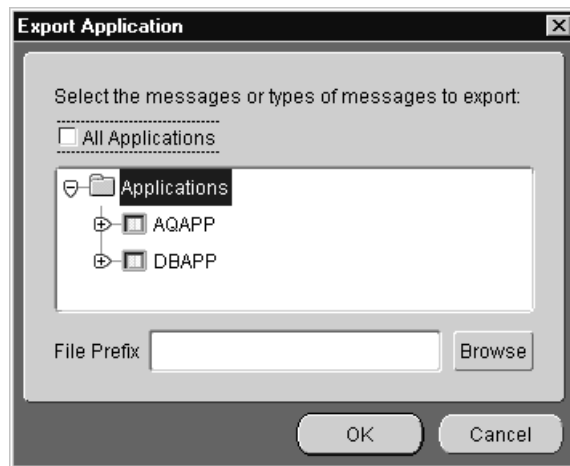 Export Application
Select the messages or types of messages to export:
All Applications
Applications
AQAPP
DBAPP
File Prefix Browse
OK Cancel